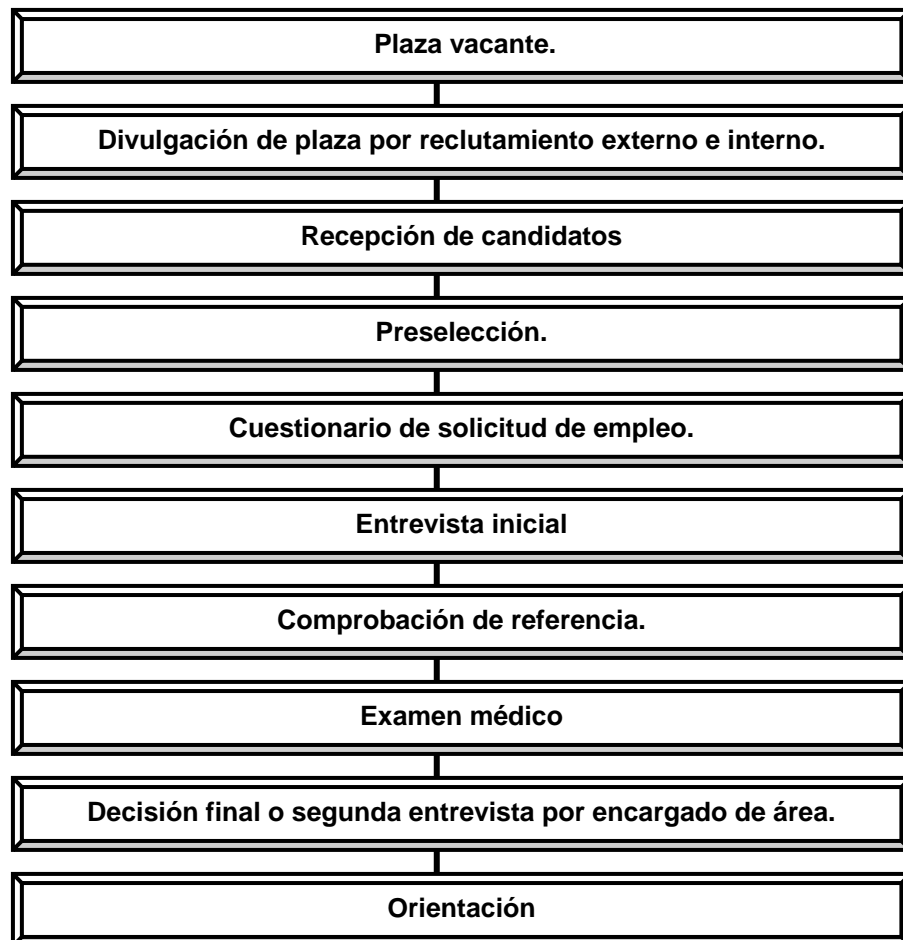 Plaza vacante.
Divulgación de plaza por reclutamiento externo e interno.
Recepción de candidatos
Preselección.
Cuestionario de solicitud de empleo.
Entrevista inicial
Comprobación de referencia.
Examen médico
Decisión final o segunda entrevista por encargado de área.
Orientación